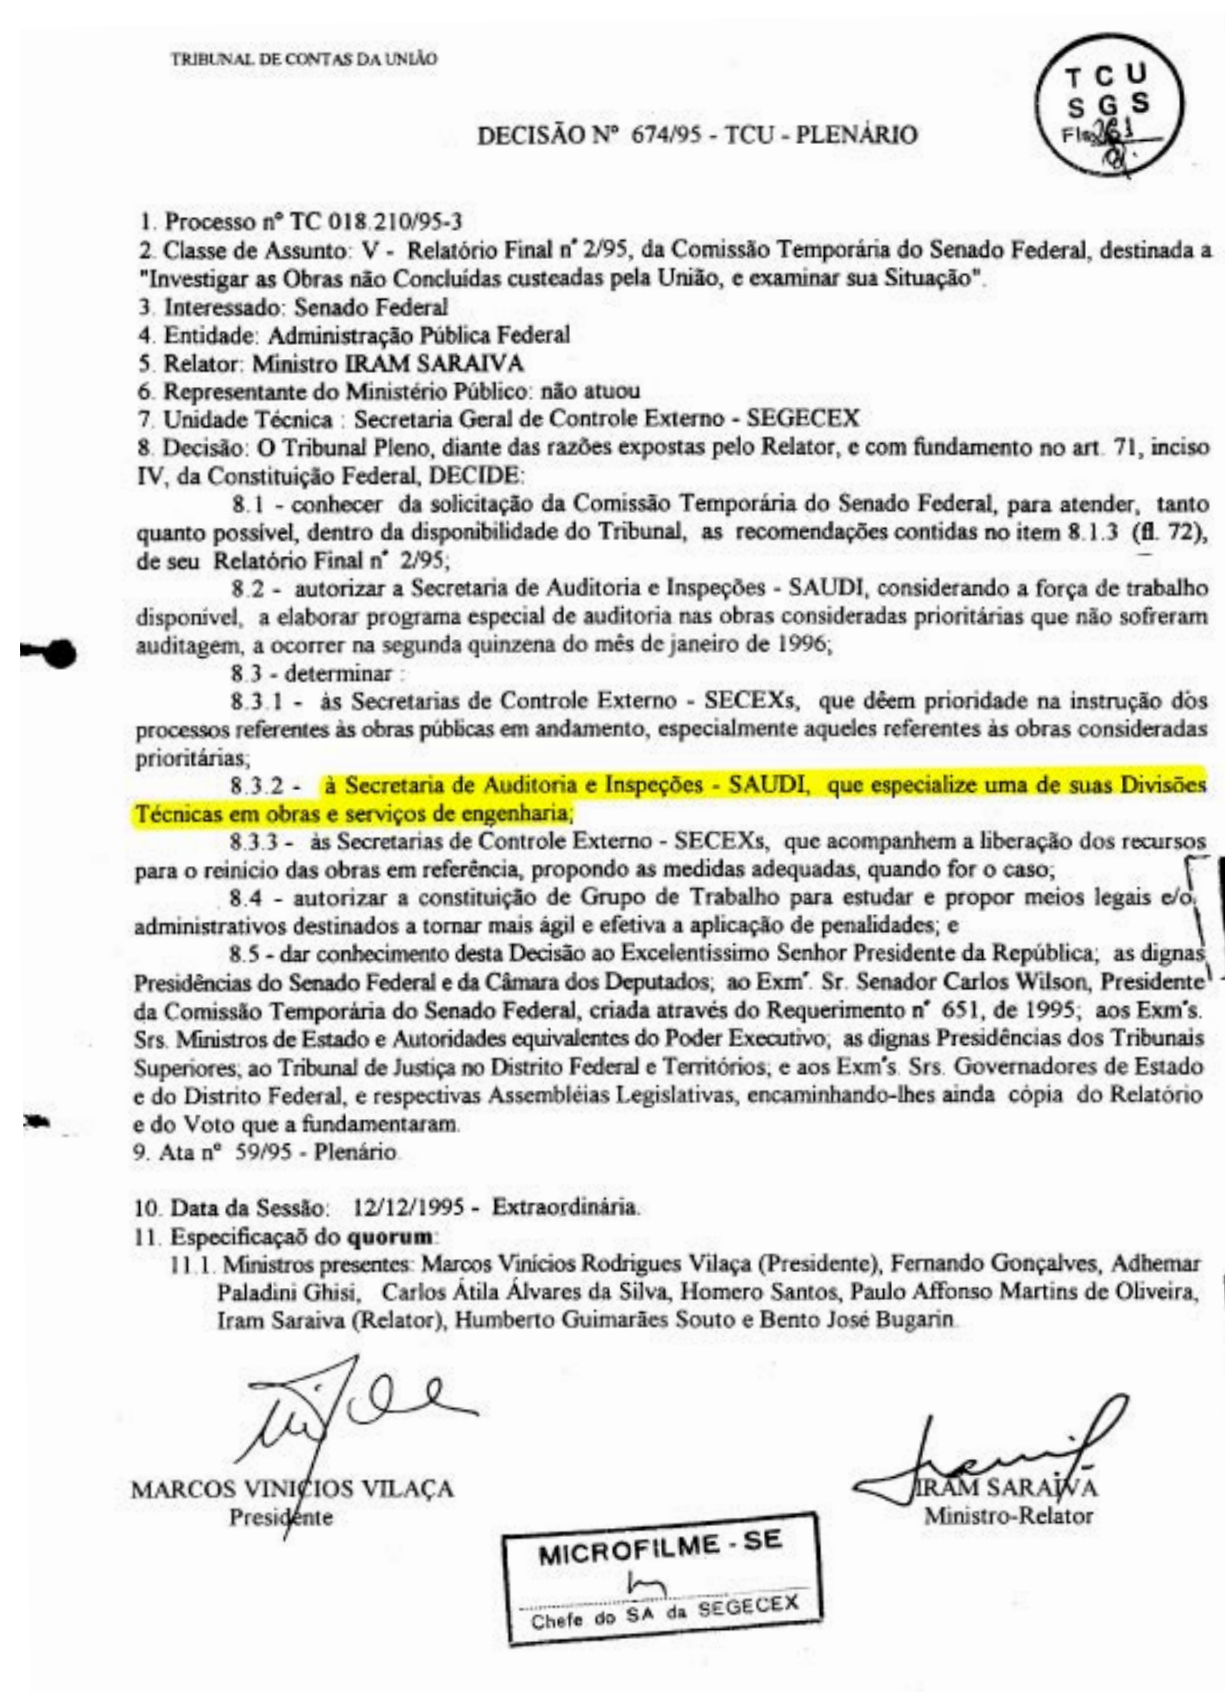 TRIBUNAL DE CONTAS DA UNIÃO
T C U
S G S
Fls. 261
DECISÃO Nº 674/95 - TCU - PLENÁRIO
1. Processo nº TC 018.210/95-3
2. Classe de Assunto: V - Relatório Final n° 2/95, da Comissão Temporária do Senado Federal, destinada a
"Investigar as Obras não Concluídas custeadas pela União, e examinar sua Situação".
3. Interessado: Senado Federal
4. Entidade: Administração Pública Federal
5. Relator: Ministro IRAM SARAIVA
6. Representante do Ministério Público: não atuou
7. Unidade Técnica : Secretaria Geral de Controle Externo - SEGECEX
8. Decisão: O Tribunal Pleno, diante das razões expostas pelo Relator, e com fundamento no art. 71, inciso
IV, da Constituição Federal, DECIDE:
8.1 - conhecer da solicitação da Comissão Temporária do Senado Federal, para atender, tanto
quanto possível, dentro da disponibilidade do Tribunal, as recomendações contidas no item 8.1.3 (fl. 72),
de seu Relatório Final n° 2/95;
8.2 - autorizar a Secretaria de Auditoria e Inspeções - SAUDI, considerando a força de trabalho
disponível, a elaborar programa especial de auditoria nas obras consideradas prioritárias que não sofreram
auditagem, a ocorrer na segunda quinzena do mês de janeiro de 1996;
8.3 - determinar :
8.3.1 - às Secretarias de Controle Externo - SECEXs, que dêem prioridade na instrução dos
processos referentes às obras públicas em andamento, especialmente aqueles referentes às obras consideradas
prioritárias;
8.3.2 - à Secretaria de Auditoria e Inspeções - SAUDI, que especialize uma de suas Divisões
Técnicas em obras e serviços de engenharia;
8.3.3 - às Secretarias de Controle Externo - SECEXs, que acompanhem a liberação dos recursos
para o reinicio das obras em referência, propondo as medidas adequadas, quando for o caso;
8.4 - autorizar a constituição de Grupo de Trabalho para estudar e propor meios legais e/o
administrativos destinados a tornar mais ágil e efetiva a aplicação de penalidades; e
8.5 - dar conhecimento desta Decisão ao Excelentíssimo Senhor Presidente da República; as dignas
Presidências do Senado Federal e da Câmara dos Deputados; ao Exm°. Sr. Senador Carlos Wilson, Presidente
da Comissão Temporária do Senado Federal, criada através do Requerimento n° 651, de 1995; aos Exm°s.
Srs. Ministros de Estado e Autoridades equivalentes do Poder Executivo; as dignas Presidências dos Tribunais
Superiores; ao Tribunal de Justiça no Distrito Federal e Territórios; e aos Exm°s. Srs. Governadores de Estado
e do Distrito Federal, e respectivas Assembléias Legislativas, encaminhando-lhes ainda cópia do Relatório
e do Voto que a fundamentaram.
9. Ata nº 59/95 - Plenário.
10. Data da Sessão: 12/12/1995 - Extraordinária.
11. Especificaçaõ do quorum:
11.1. Ministros presentes: Marcos Vinícios Rodrigues Vilaça (Presidente), Fernando Gonçalves, Adhemar
Paladini Ghisi, Carlos Átila Álvares da Silva, Homero Santos, Paulo Affonso Martins de Oliveira,
Iram Saraiva (Relator), Humberto Guimarães Souto e Bento José Bugarin.
MARCOS VINICIOS VILAÇA
Presidente
IRAM SARAIVA
Ministro-Relator
MICROFILME - SE
Chefe do SA da SEGECEX